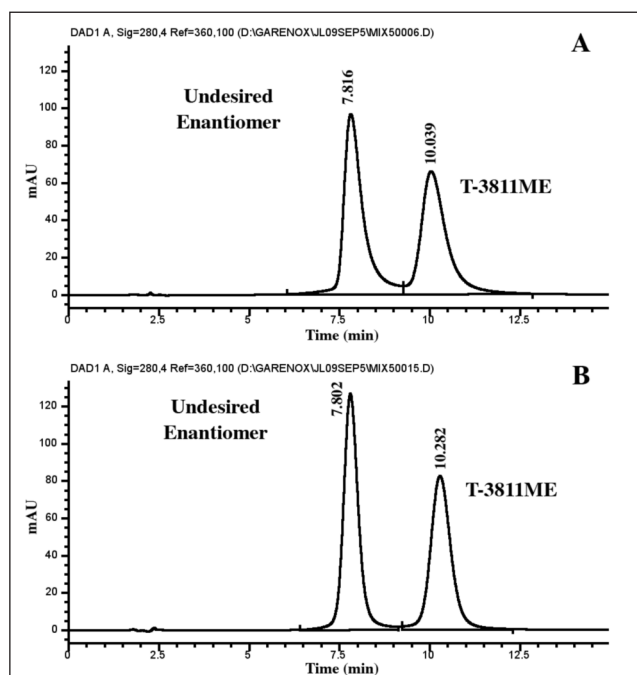 DAD1 A, Sig=280,4 Ref=360,100 (D:\GARENOX\JL09SEP5\MIX50006.D)
A
120
100
80
60
40
20
0
mAU
Undesired
Enantiomer
7.816
10.039
T-3811ME
0
2.5
5
7.5
10
12.5
Time (min)
DAD1 A, Sig=280,4 Ref=360,100 (D:\GARENOX\JL09SEP5\MIX50015.D)
B
120
100
80
60
40
20
0
mAU
Undesired
Enantiomer
7.802
10.282
T-3811ME
0
2.5
5
7.5
10
12.5
Time (min)